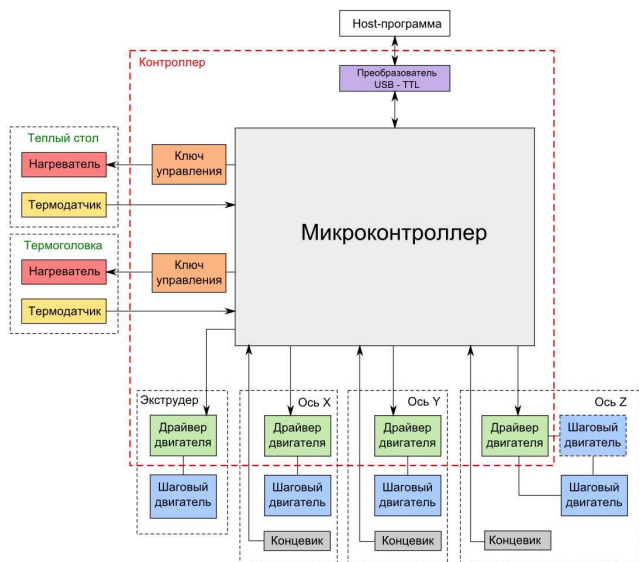 Host-программа
Контроллер
Преобразователь
USB - TTL
Теплый стол
Нагреватель
Ключ
управления
Термодатчик
Микроконтроллер
Термоголовка
Нагреватель
Ключ
управления
Термодатчик
Экструдер
Ось X
Ось Y
Ось Z
Драйвер
двигателя
Драйвер
двигателя
Драйвер
двигателя
Драйвер
двигателя
Шаговый
двигатель
Шаговый
двигатель
Шаговый
двигатель
Шаговый
двигатель
Шаговый
двигатель
Концевик
Концевик
Концевик